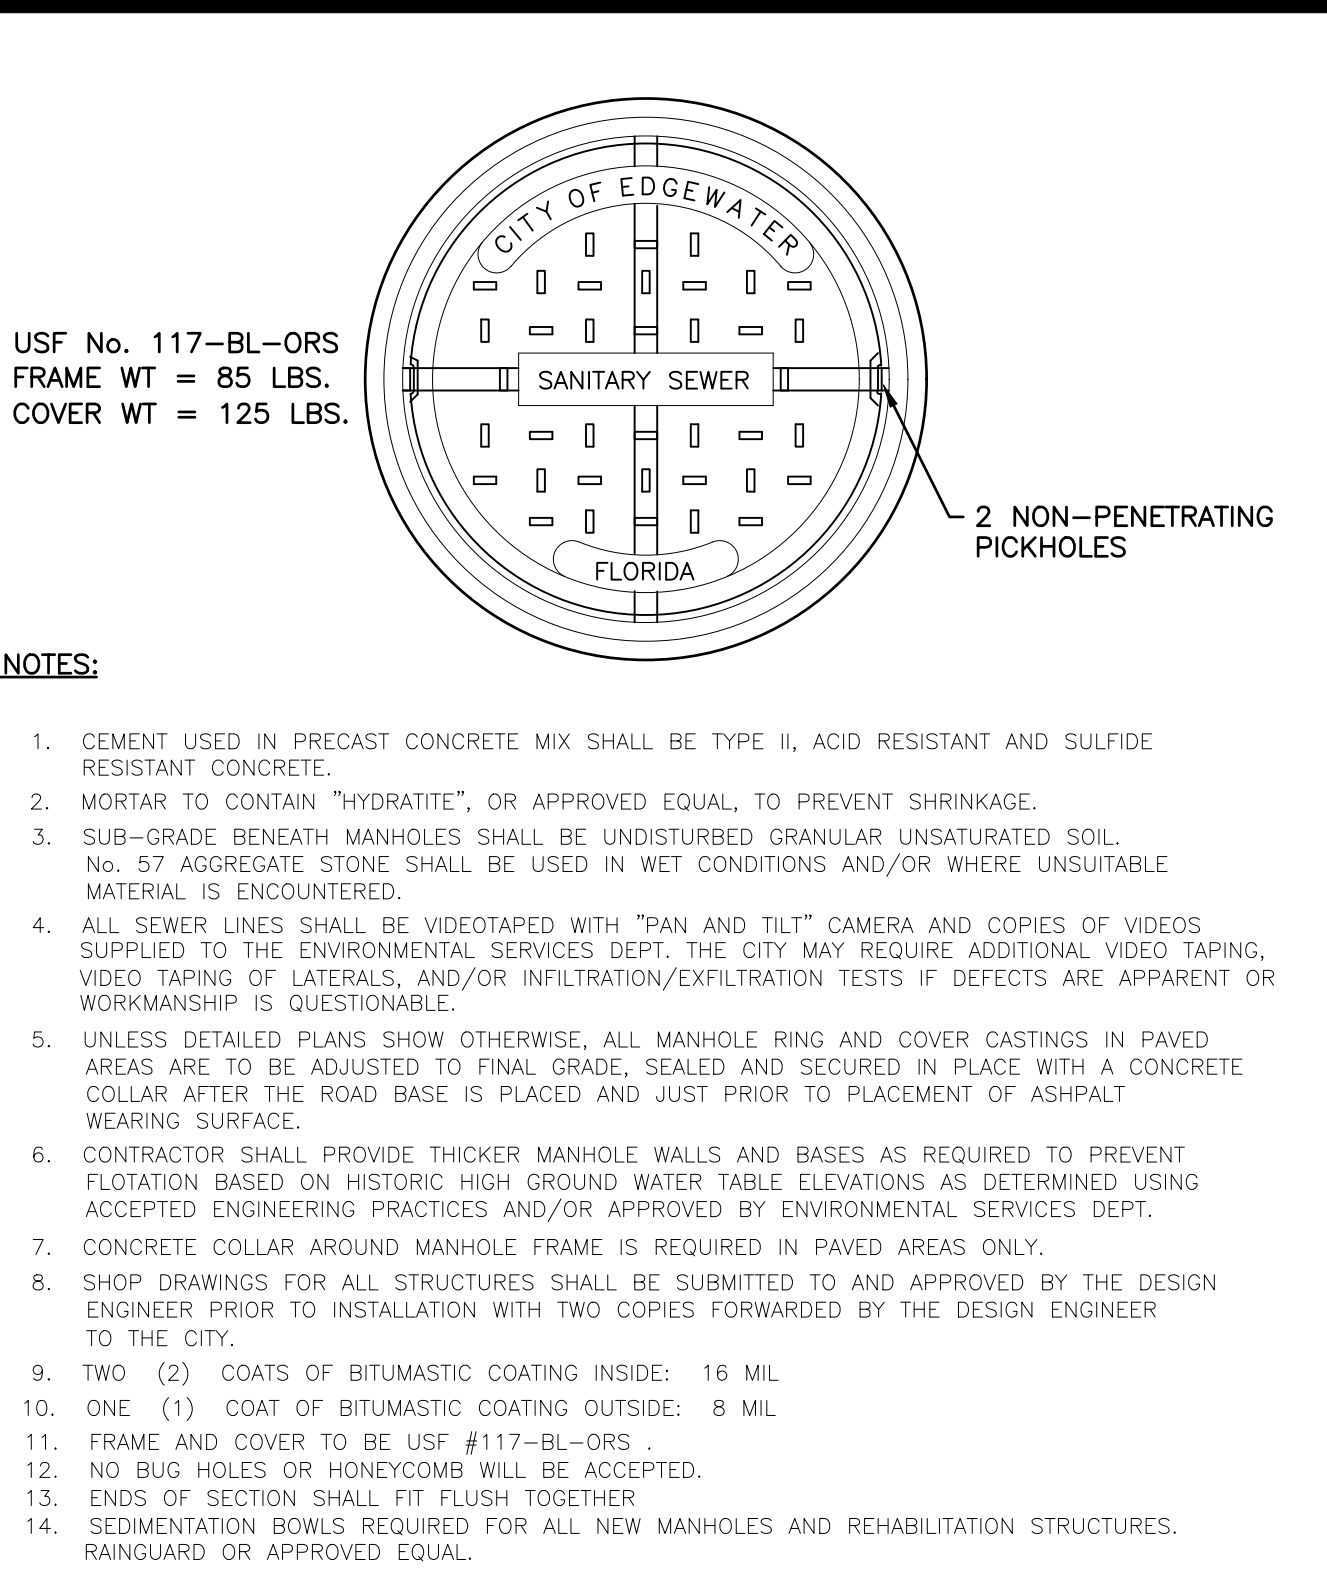 CITY OF EDGEWATER
USF No. 117-BL-ORS
FRAME WT = 85 LBS.
COVER WT = 125 LBS.
SANITARY SEWER
2 NON-PENETRATING
PICKHOLES
FLORIDA
NOTES:
1. CEMENT USED IN PRECAST CONCRETE MIX SHALL BE TYPE II, ACID RESISTANT AND SULFIDE
RESISTANT CONCRETE.
2. MORTAR TO CONTAIN "HYDRATITE", OR APPROVED EQUAL, TO PREVENT SHRINKAGE.
3. SUB-GRADE BENEATH MANHOLES SHALL BE UNDISTURBED GRANULAR UNSATURATED SOIL.
No. 57 AGGREGATE STONE SHALL BE USED IN WET CONDITIONS AND/OR WHERE UNSUITABLE
MATERIAL IS ENCOUNTERED.
4. ALL SEWER LINES SHALL BE VIDEOTAPED WITH "PAN AND TILT" CAMERA AND COPIES OF VIDEOS
SUPPLIED TO THE ENVIRONMENTAL SERVICES DEPT. THE CITY MAY REQUIRE ADDITIONAL VIDEO TAPING,
VIDEO TAPING OF LATERALS, AND/OR INFILTRATION/EXFILTRATION TESTS IF DEFECTS ARE APPARENT OR
WORKMANSHIP IS QUESTIONABLE.
5. UNLESS DETAILED PLANS SHOW OTHERWISE, ALL MANHOLE RING AND COVER CASTINGS IN PAVED
AREAS ARE TO BE ADJUSTED TO FINAL GRADE, SEALED AND SECURED IN PLACE WITH A CONCRETE
COLLAR AFTER THE ROAD BASE IS PLACED AND JUST PRIOR TO PLACEMENT OF ASHPALT
WEARING SURFACE.
6. CONTRACTOR SHALL PROVIDE THICKER MANHOLE WALLS AND BASES AS REQUIRED TO PREVENT
FLOTATION BASED ON HISTORIC HIGH GROUND WATER TABLE ELEVATIONS AS DETERMINED USING
ACCEPTED ENGINEERING PRACTICES AND/OR APPROVED BY ENVIRONMENTAL SERVICES DEPT.
7. CONCRETE COLLAR AROUND MANHOLE FRAME IS REQUIRED IN PAVED AREAS ONLY.
8. SHOP DRAWINGS FOR ALL STRUCTURES SHALL BE SUBMITTED TO AND APPROVED BY THE DESIGN
ENGINEER PRIOR TO INSTALLATION WITH TWO COPIES FORWARDED BY THE DESIGN ENGINEER
TO THE CITY.
9. TWO (2) COATS OF BITUMASTIC COATING INSIDE: 16 MIL
10. ONE (1) COAT OF BITUMASTIC COATING OUTSIDE: 8 MIL
11. FRAME AND COVER TO BE USF #117-BL-ORS .
12. NO BUG HOLES OR HONEYCOMB WILL BE ACCEPTED.
13. ENDS OF SECTION SHALL FIT FLUSH TOGETHER
14. SEDIMENTATION BOWLS REQUIRED FOR ALL NEW MANHOLES AND REHABILITATION STRUCTURES.
RAINGUARD OR APPROVED EQUAL.